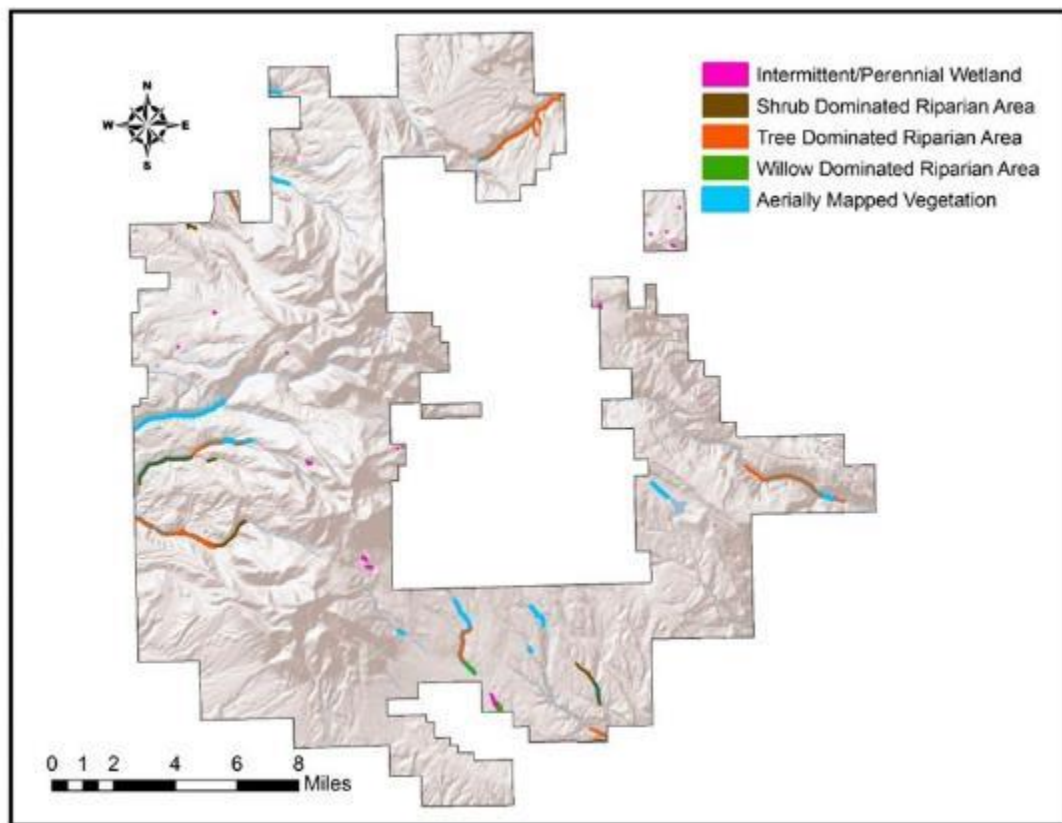 N
W E
S
Intermittent/Perennial Wetland
Shrub Dominated Riparian Area
Tree Dominated Riparian Area
Willow Dominated Riparian Area
Aerially Mapped Vegetation
0 1 2 4 6 8
Miles